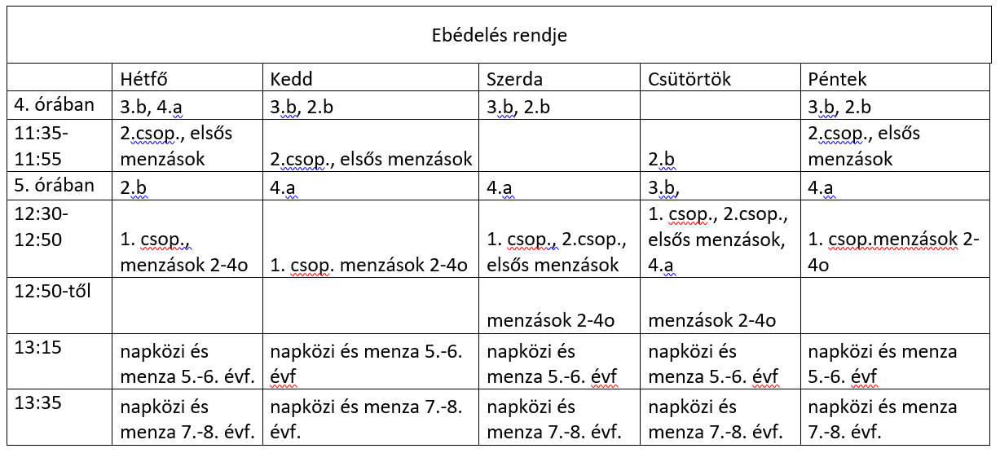 Ebédelés rendje
Hétfő Kedd Szerda Csütörtök Péntek
4. órában 3.b, 4.a 3.b, 2.b 3.b, 2.b 3.b, 2.b
11:35-
11:55
2.csop., elsős
menzások
2.csop., elsős menzások
2.b
2.csop., elsős
menzások
5. órában 2.b 4.a 4.a 3.b, 4.a
12:30-
12:50
1. csop.,
menzások 2-4o
1. csop. menzások 2-4o
1. csop., 2.csop.,
elsős menzások
1. csop., 2.csop.,
elsős menzások,
4.a
1. csop.menzások 2-
4o
12:50-től
menzások 2-4o
menzások 2-4o
13:15
napközi és
menza 5.-6. évf.
napközi és menza 5.-6.
évf
napközi és
menza 5.-6. évf
napközi és
menza 5.-6. évf
napközi és menza
5.-6. évf
13:35
napközi és
menza 7.-8. évf.
napközi és menza 7.-8.
évf.
napközi és
menza 7.-8. évf.
napközi és
menza 7.-8. évf.
napközi és menza
7.-8. évf.